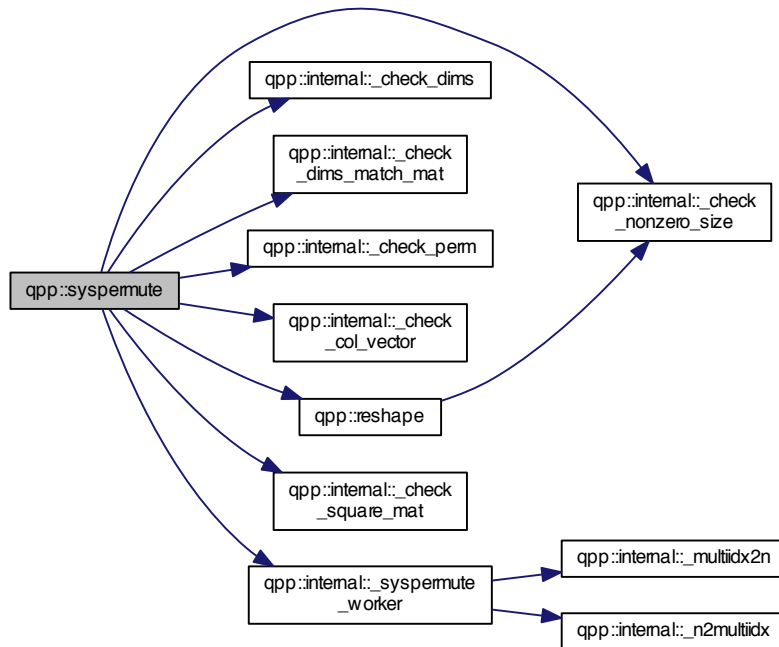 qpp::syspermute
qpp::internal::_check_dims
qpp::internal::_check
_dims_match_mat
qpp::internal::_check_perm
qpp::internal::_check
_col_vector
qpp::reshape
qpp::internal::_check
_square_mat
qpp::internal::_syspermute
_worker
qpp::internal::_check
_nonzero_size
qpp::internal::_multiidx2n
qpp::internal::_n2multiidx